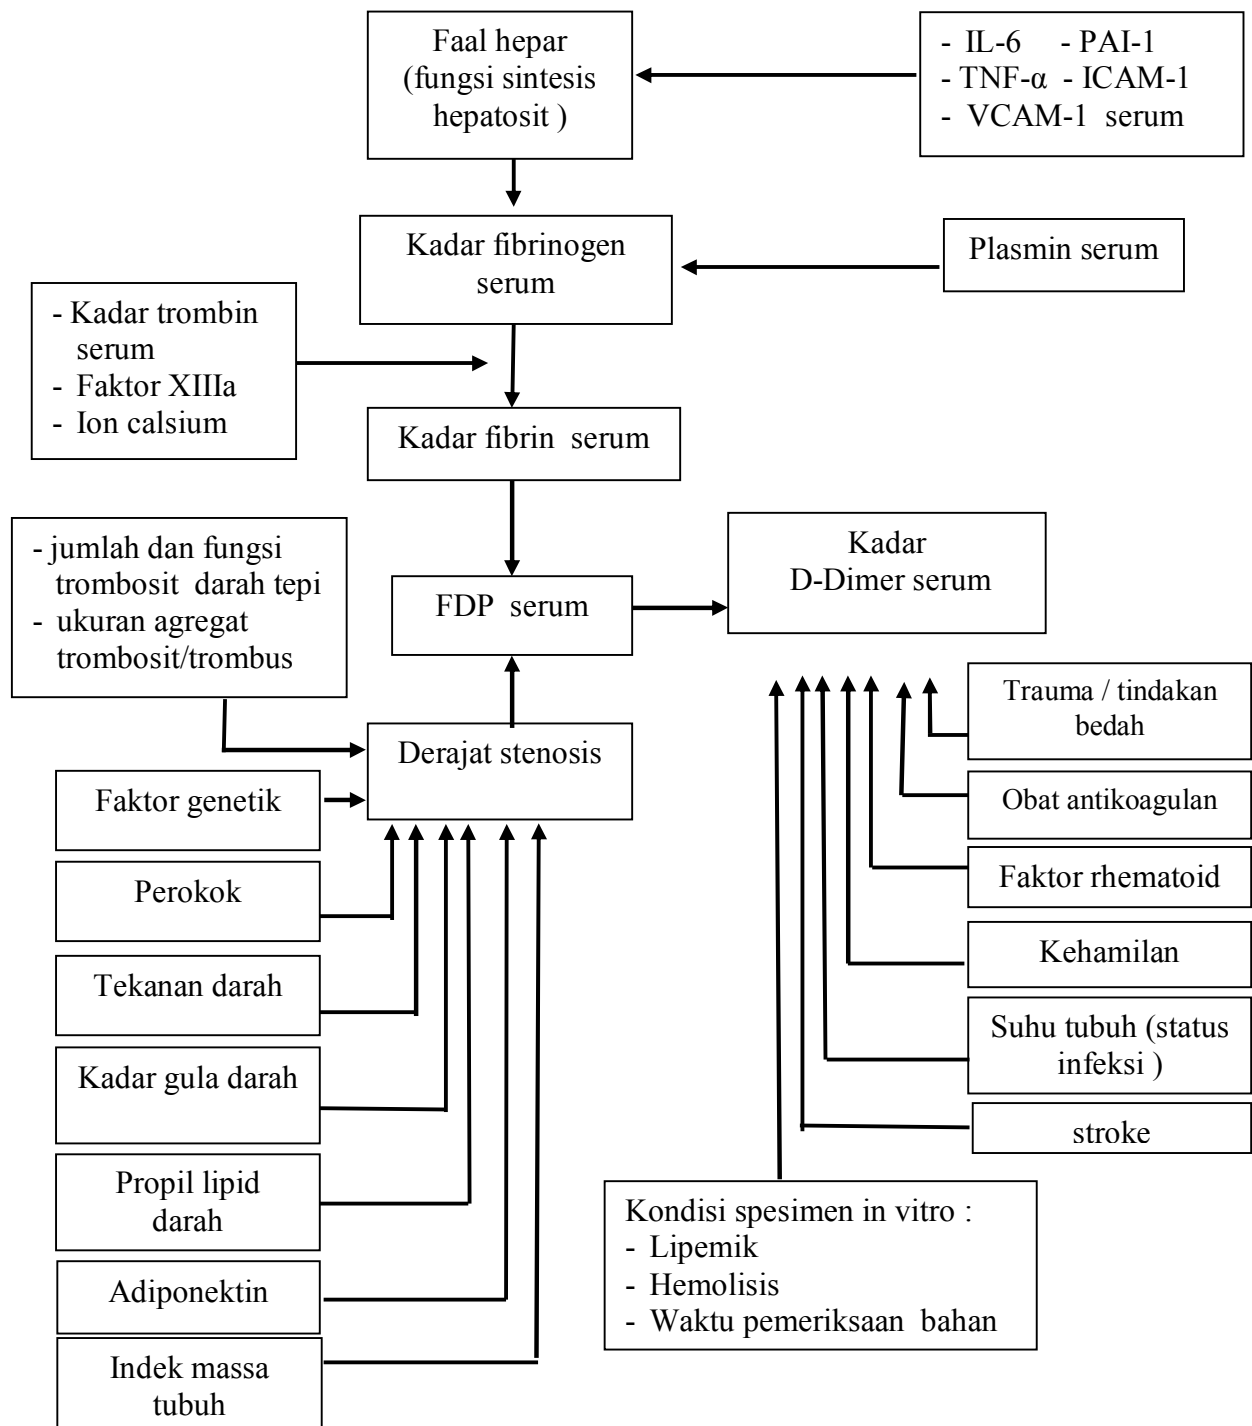 Faal hepar
(fungsi sintesis
hepatosit )
- IL-6 - PAI-1
- TNF-α - ICAM-1
- VCAM-1 serum
Kadar fibrinogen
serum
Plasmin serum
- Kadar trombin
serum
- Faktor XIIIa
- Ion calsium
Kadar fibrin serum
- jumlah dan fungsi
trombosit darah tepi
- ukuran agregat
trombosit/trombus
FDP serum
Kadar
D-Dimer serum
Derajat stenosis
Faktor genetik
Perokok
Tekanan darah
Kadar gula darah
Propil lipid
darah
Adiponektin
Indek massa
tubuh
Trauma / tindakan
bedah
Obat antikoagulan
Faktor rhematoid
Kehamilan
Suhu tubuh (status
infeksi )
stroke
Kondisi spesimen in vitro :
- Lipemik
- Hemolisis
- Waktu pemeriksaan bahan